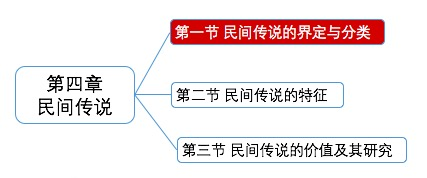 第一节 民间传说的界定与分类
第四章
民间传说
第二节 民间传说的特征
第三节 民间传说的价值及其研究